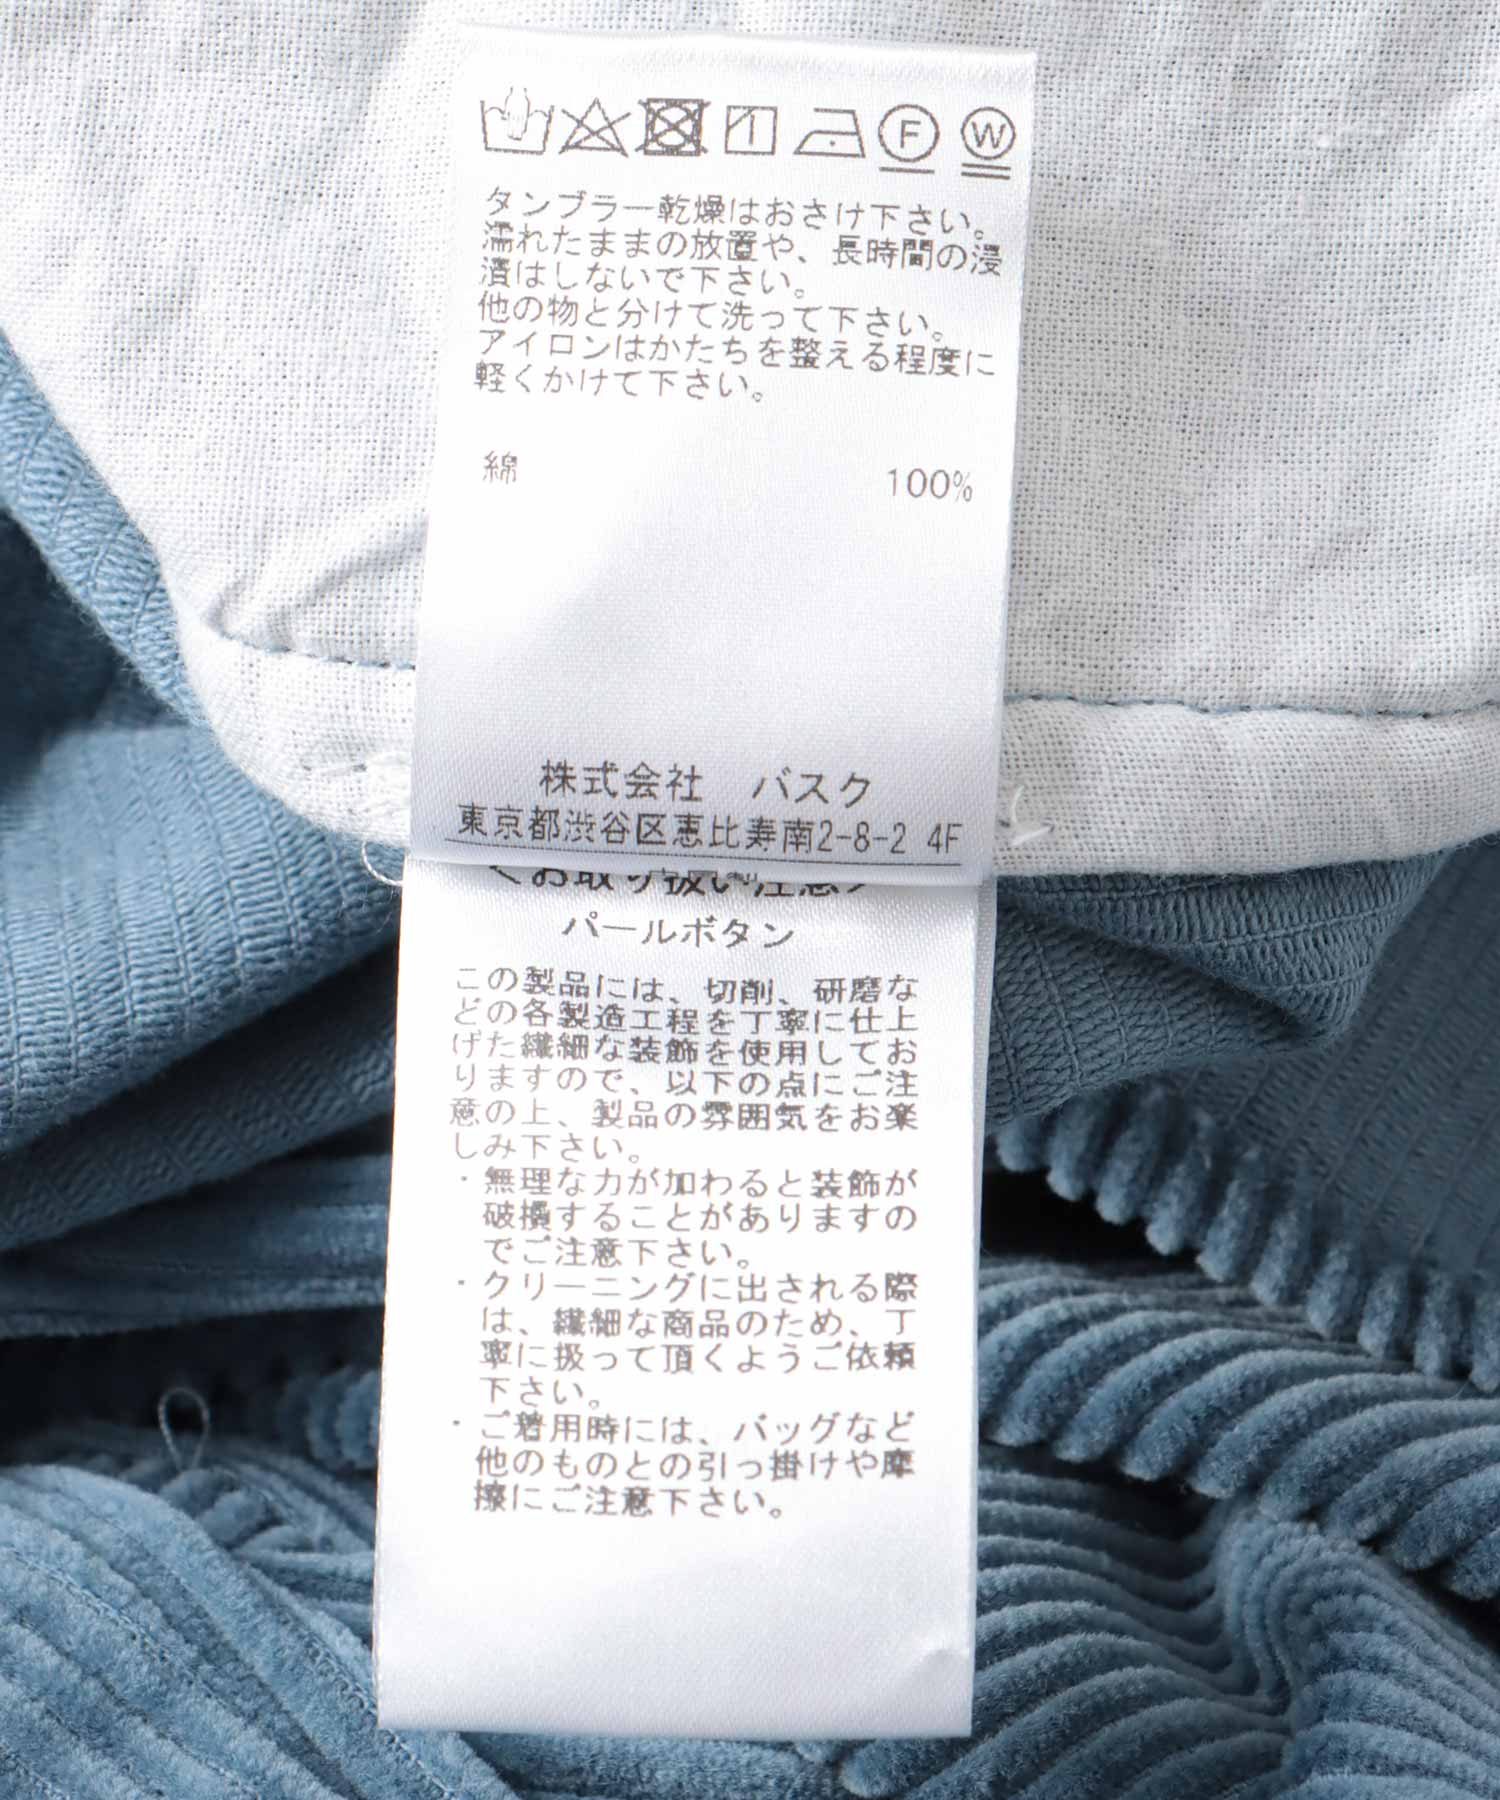 F W
タンブラー乾燥はおさけ下さい。
濡れたままの放置や、長時間の浸
漬はしないで下さい。
他の物と分けて洗って下さい。
アイロンはかたちを整える程度に
軽くかけて下さい。
綿 100%
株式会社 バスク
東京都渋谷区恵比寿南2-8-2 4F
＜お取り扱い注意＞
パールボタン
この製品には、切削、研磨な
どの各製造工程を丁寧に仕上
げた繊細な装飾を使用してお
りますので、以下の点にご注
意の上、製品の雰囲気をお楽
しみ下さい。
・無理な力が加わると装飾が
破損することがありますの
でご注意下さい。
・クリーニングに出される際
は、繊細な商品のため、丁
寧に扱って頂くようご依頼
下さい。
・ご着用時には、バッグなど
他のものとの引っ掛けや摩
擦にご注意下さい。